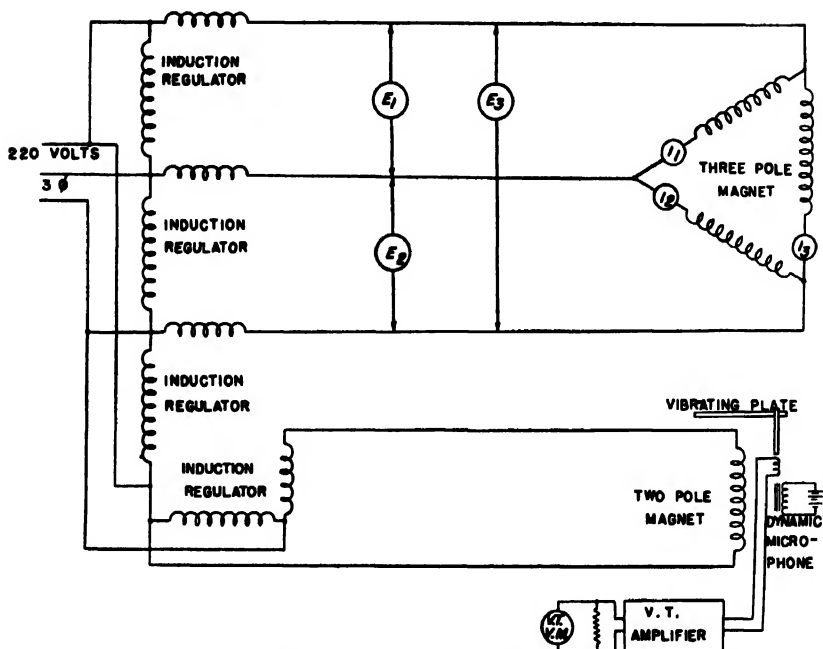 INDUCTION
REGULATOR
E1
E3
220 VOLTS
3 Ø
I1
THREE POLE
MAGNET
I2
INDUCTION
REGULATOR
E2
I3
INDUCTION
REGULATOR
VIBRATING PLATE
INDUCTION
REGULATOR
TWO POLE
MAGNET
DYNAMIC
MICRO-
PHONE
V.T.
V.M.
V. T.
AMPLIFIER